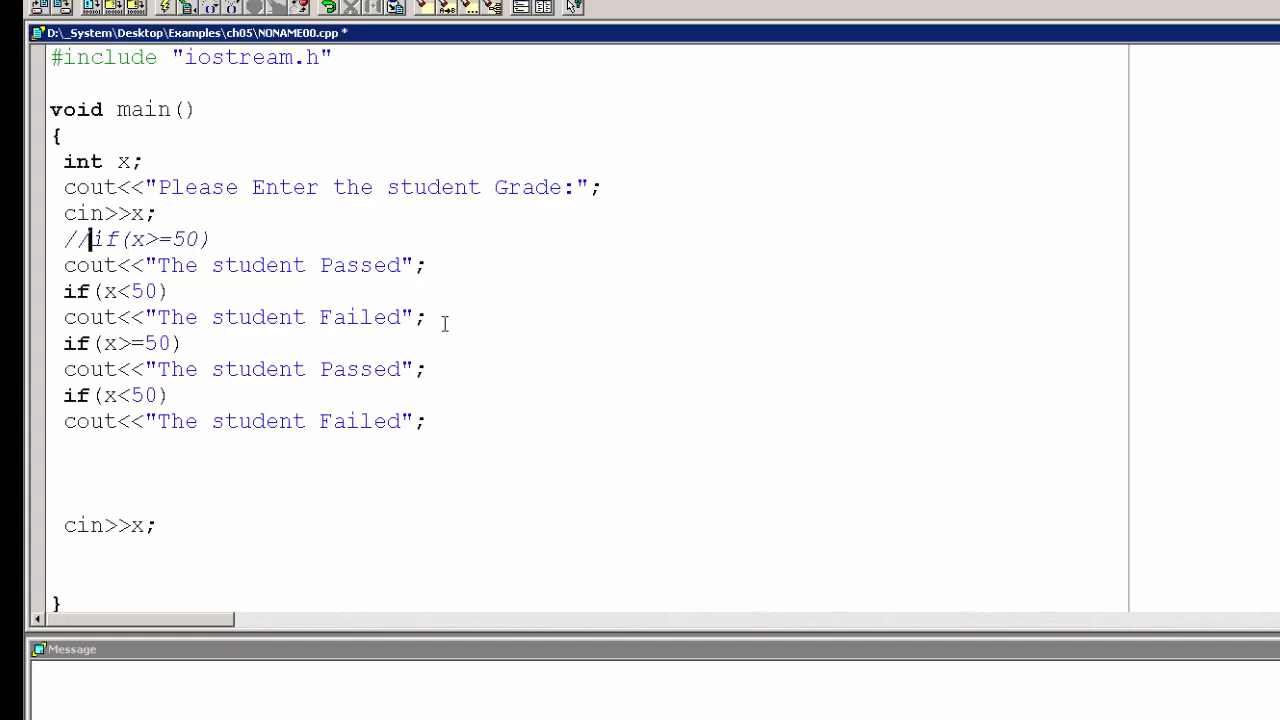 D:\_System\Desktop\Examples\ch05\NONAME00.cpp *
#include "iostream.h"
void main()
{
int x;
cout<<"Please Enter the student Grade:";
cin>>x;
//if(x>=50)
cout<<"The student Passed";
if(x<50)
cout<<"The student Failed";
if(x>=50)
cout<<"The student Passed";
if(x<50)
cout<<"The student Failed";
cin>>x;
}
Message